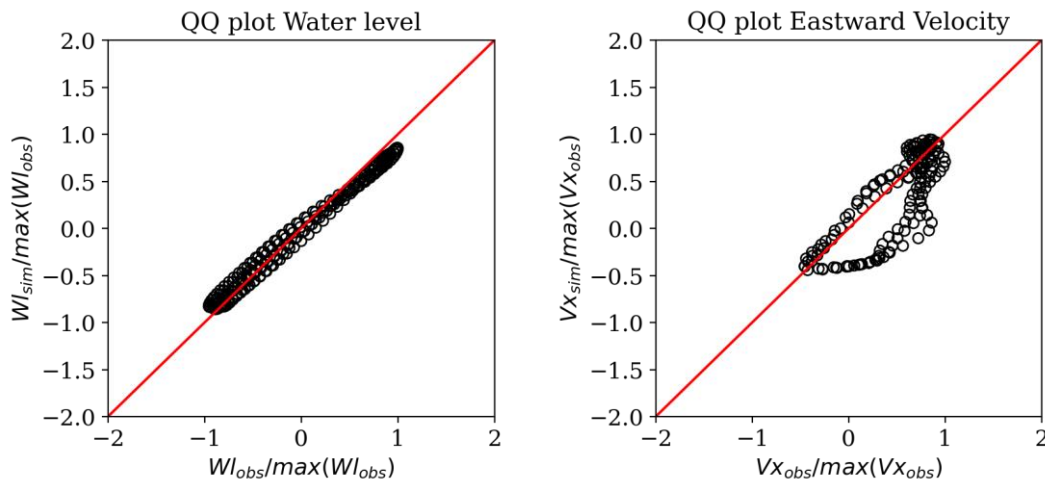 QQ plot Water level
2.0
1.5
1.0
0.5
0.0
−0.5
−1.0
−1.5
−2.0
−2 −1 0 1 2
Wl_sim/max(Wl_obs)
Wl_obs/max(Wl_obs)
QQ plot Eastward Velocity
2.0
1.5
1.0
0.5
0.0
−0.5
−1.0
−1.5
−2.0
−2 −1 0 1 2
Vx_sim/max(Vx_obs)
Vx_obs/max(Vx_obs)